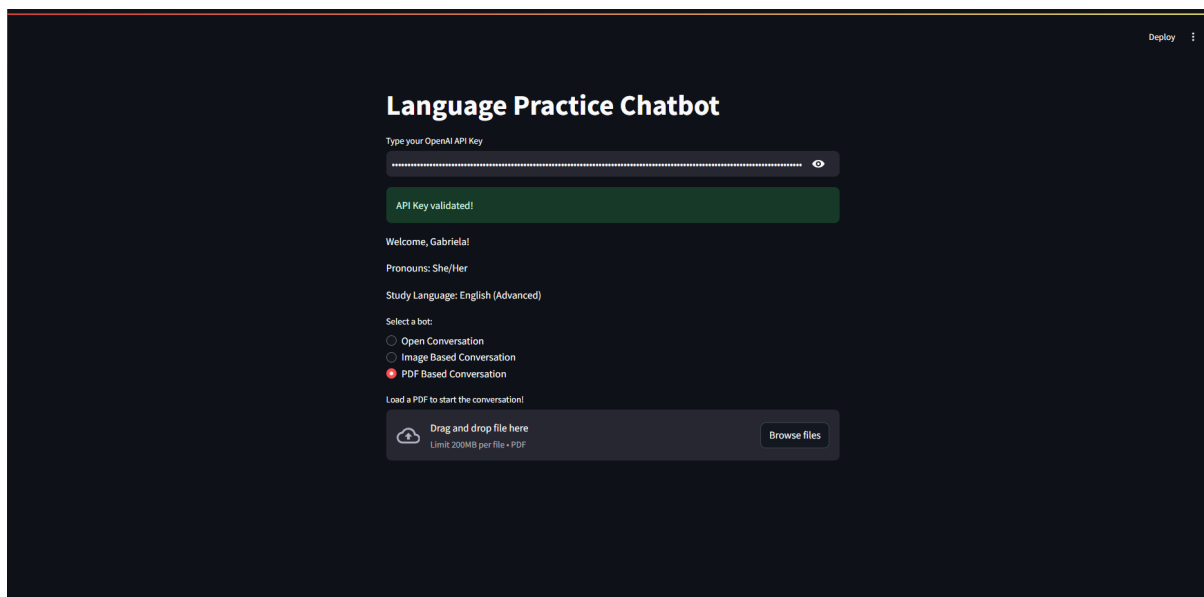 Deploy
Language Practice Chatbot
Type your OpenAI API Key
API Key validated!
Welcome, Gabriela!
Pronouns: She/Her
Study Language: English (Advanced)
Select a bot:
Open Conversation
Image Based Conversation
PDF Based Conversation
Load a PDF to start the conversation!
Drag and drop file here
Limit 200MB per file • PDF
Browse files